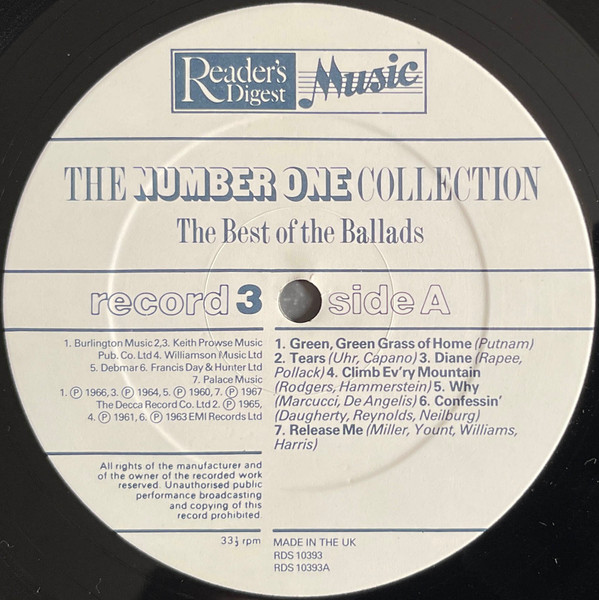 Reader's
Digest
Music
THE NUMBER ONE COLLECTION
The Best of the Ballads
record 3 side A
1. Burlington Music 2,3. Keith Prowse Music
Pub. Co. Ltd 4. Williamson Music Ltd
5. Debmar 6. Francis Day & Hunter Ltd
7. Palace Music
1. Ⓟ 1966, 3. Ⓟ 1964, 5. Ⓟ 1960, 7. Ⓟ 1967
The Decca Record Co. Ltd 2. Ⓟ 1965,
4. Ⓟ 1961, 6. Ⓟ 1963 EMI Records Ltd
All rights of the manufacturer and
of the owner of the recorded work
reserved. Unauthorised public
performance broadcasting
and copying of this
record prohibited.
33⅓ rpm
1. Green, Green Grass of Home (Putnam)
2. Tears (Uhr, Capano) 3. Diane (Rapee,
Pollack) 4. Climb Ev'ry Mountain
(Rodgers, Hammerstein) 5. Why
(Marcucci, De Angelis) 6. Confessin'
(Daugherty, Reynolds, Neilburg)
7. Release Me (Miller, Yount, Williams,
Harris)
MADE IN THE UK
RDS 10393
RDS 10393A